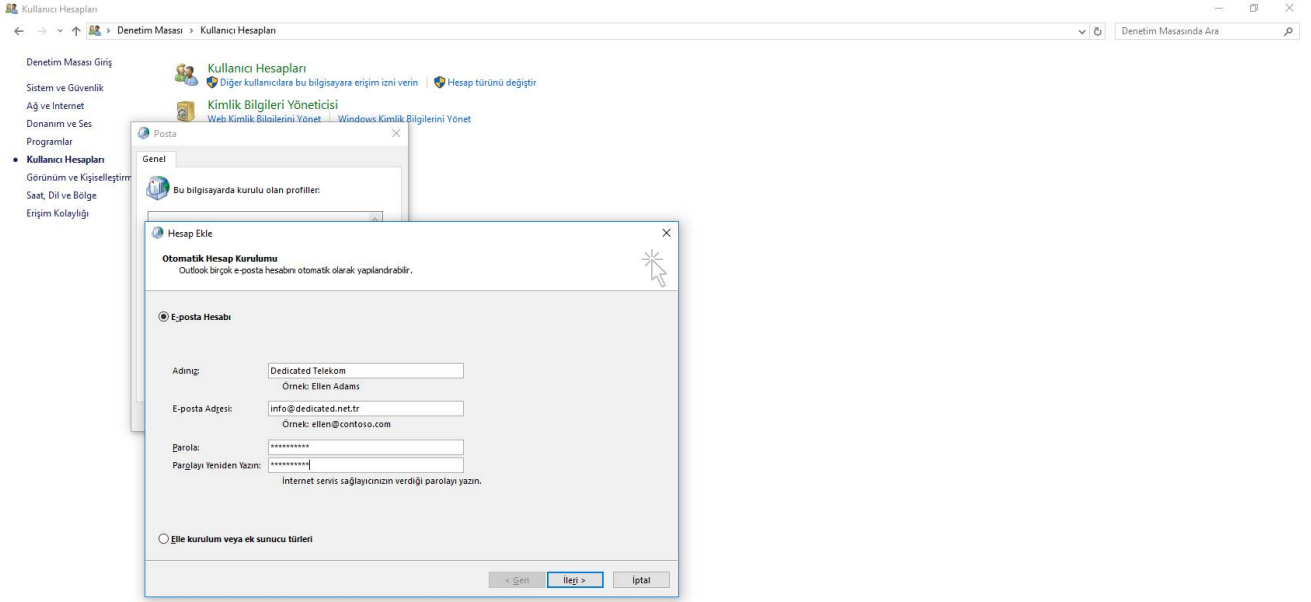 Kullanıcı Hesapları
Denetim Masası > Kullanıcı Hesapları
Denetim Masasında Ara
Denetim Masası Giriş
Sistem ve Güvenlik
Ağ ve Internet
Donanım ve Ses
Programlar
Kullanıcı Hesapları
Görünüm ve Kişiselleştirm
Saat, Dil ve Bölge
Erişim Kolaylığı
Kullanıcı Hesapları
Diğer kullanıcılara bu bilgisayara erişim izni verin
Hesap türünü değiştir
Kimlik Bilgileri Yöneticisi
Web Kimlik Bilgilerini Yönet
Windows Kimlik Bilgilerini Yönet
Posta
Genel
Bu bilgisayarda kurulu olan profiller:
Hesap Ekle
Otomatik Hesap Kurulumu
Outlook birçok e-posta hesabını otomatik olarak yapılandırabilir.
E-posta Hesabı
Adınız: Dedicated Telekom
Örnek: Ellen Adams
E-posta Adresi: info@dedicated.net.tr
Örnek: ellen@contoso.com
Parola: **********
Parolayı Yeniden Yazın: **********
İnternet servis sağlayıcınızın verdiği parolayı yazın.
Elle kurulum veya ek sunucu türleri
< Geri İleri > İptal